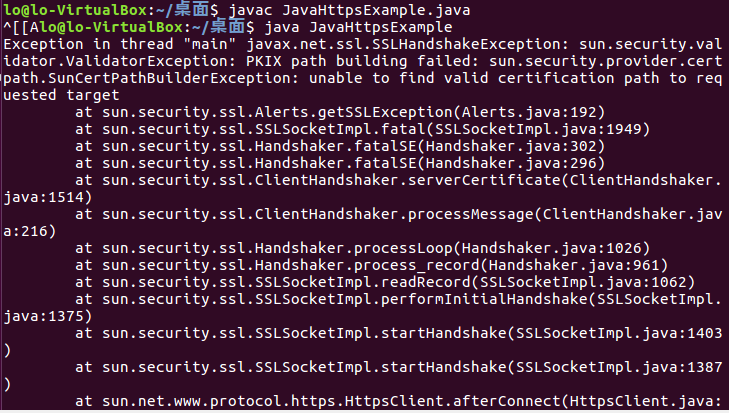 lo@lo-VirtualBox:~/桌面$ javac JavaHttpsExample.java
^[[Alo@lo-VirtualBox:~/桌面$ java JavaHttpsExample
Exception in thread "main" javax.net.ssl.SSLHandshakeException: sun.security.val
idator.ValidatorException: PKIX path building failed: sun.security.provider.cert
path.SunCertPathBuilderException: unable to find valid certification path to req
uested target
        at sun.security.ssl.Alerts.getSSLException(Alerts.java:192)
        at sun.security.ssl.SSLSocketImpl.fatal(SSLSocketImpl.java:1949)
        at sun.security.ssl.Handshaker.fatalSE(Handshaker.java:302)
        at sun.security.ssl.Handshaker.fatalSE(Handshaker.java:296)
        at sun.security.ssl.ClientHandshaker.serverCertificate(ClientHandshaker.
java:1514)
        at sun.security.ssl.ClientHandshaker.processMessage(ClientHandshaker.jav
a:216)
        at sun.security.ssl.Handshaker.processLoop(Handshaker.java:1026)
        at sun.security.ssl.Handshaker.process_record(Handshaker.java:961)
        at sun.security.ssl.SSLSocketImpl.readRecord(SSLSocketImpl.java:1062)
        at sun.security.ssl.SSLSocketImpl.performInitialHandshake(SSLSocketImpl.
java:1375)
        at sun.security.ssl.SSLSocketImpl.startHandshake(SSLSocketImpl.java:1403
)
        at sun.security.ssl.SSLSocketImpl.startHandshake(SSLSocketImpl.java:1387
)
        at sun.net.www.protocol.https.HttpsClient.afterConnect(HttpsClient.java: